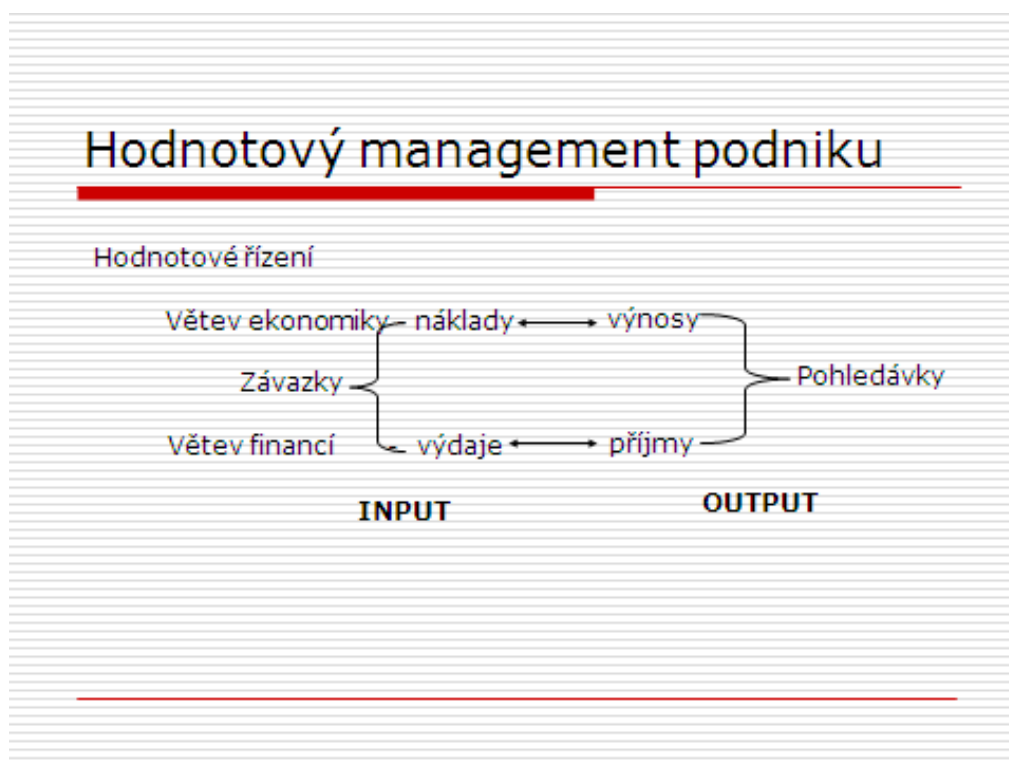 Hodnotový management podniku
Hodnotové řízení
Větev ekonomiky náklady výnosy
Závazky Pohledávky
Větev financí výdaje příjmy
INPUT OUTPUT